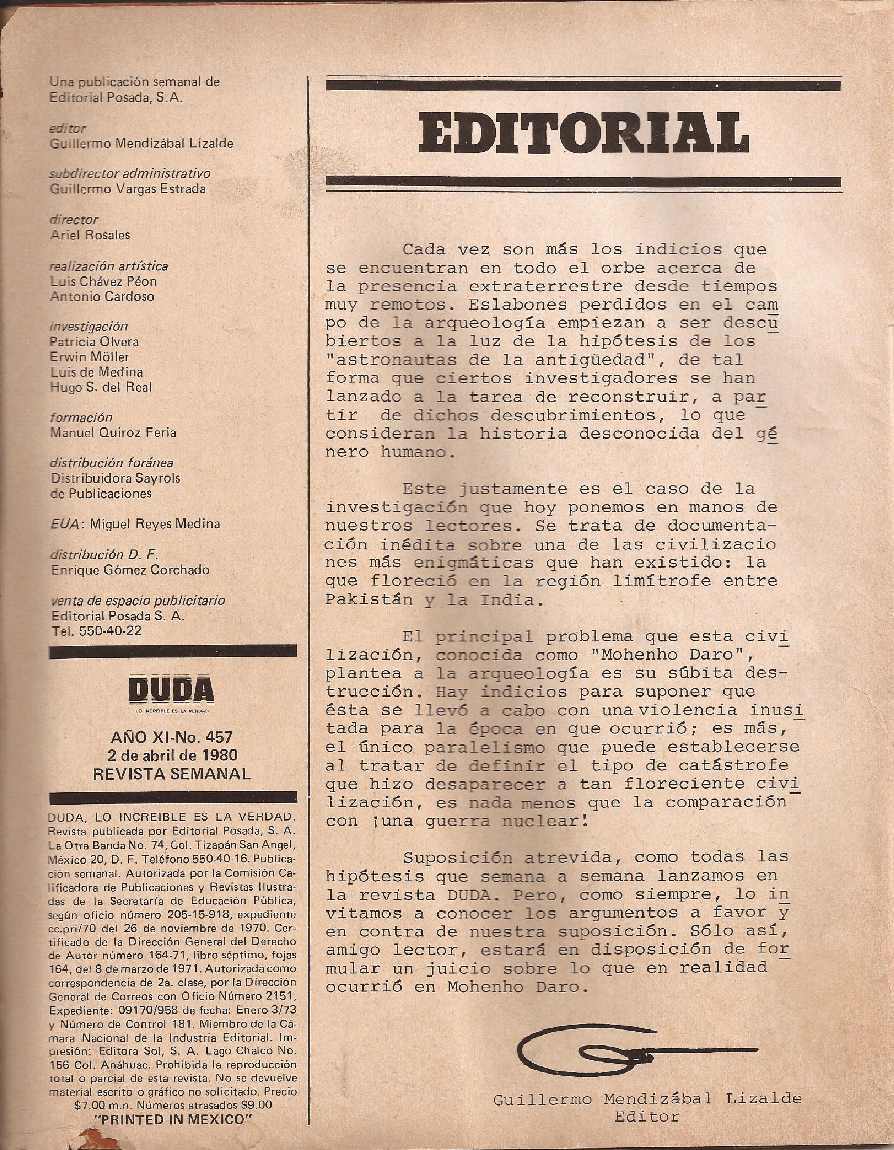 Una publicación semanal de
Editorial Posada, S.A.
editor
Guillermo Mendizábal Lizalde
subdirector administrativo
Guillermo Vargas Estrada
director
Ariel Rosales
realización artística
Luis Chávez Péon
Antonio Cardoso
investigación
Patricia Olvera
Erwin Möller
Luis de Medina
Hugo S. del Real
formación
Manuel Quiroz Feria
distribución foránea
Distribuidora Sayrols
de Publicaciones
EUA: Miguel Reyes Medina
distribución D. F.
Enrique Gómez Corchado
venta de espacio publicitario
Editorial Posada S. A.
Tel. 550-40-22
DUDA
LO INCREIBLE ES LA VERDAD
AÑO XI-No. 457
2 de abril de 1980
REVISTA SEMANAL
DUDA, LO INCREIBLE ES LA VERDAD.
Revista publicada por Editorial Posada, S. A.
La Otra Banda No. 74, Col. Tizapán San Angel,
México 20, D. F. Teléfono 550-40-16. Publica-
ción semanal. Autorizada por la Comisión Ca-
lificadora de Publicaciones y Revistas Ilustra-
das de la Secretaría de Educación Pública,
según oficio número 205-15-918, expediente
cc.pri/70 del 26 de noviembre de 1970. Cer-
tificado de la Dirección General del Derecho
de Autor número 164-71, libro séptimo, fojas
164, del 8 de marzo de 1971. Autorizada como
correspondencia de 2a. clase, por la Dirección
General de Correos con Oficio Número 2151,
Expediente: 09170/958 de fecha: Enero 3/73
y Número de Control 181. Miembro de la Cá-
mara Nacional de la Industria Editorial. Im-
presión: Editora Sol, S. A. Lago Chalco No.
156 Col. Anáhuac. Prohibida la reproducción
total o parcial de esta revista. No se devuelve
material escrito o gráfico no solicitado. Precio
$7.00 m.n. Números atrasados $9.00
"PRINTED IN MEXICO"
EDITORIAL
Cada vez son más los indicios que
se encuentran en todo el orbe acerca de
la presencia extraterrestre desde tiempos
muy remotos. Eslabones perdidos en el cam
po de la arqueología empiezan a ser descu
biertos a la luz de la hipótesis de los
"astronautas de la antigüedad", de tal
forma que ciertos investigadores se han
lanzado a la tarea de reconstruir, a par
tir de dichos descubrimientos, lo que
consideran la historia desconocida del gé
nero humano.
Este justamente es el caso de la
investigación que hoy ponemos en manos de
nuestros lectores. Se trata de documenta-
ción inédita sobre una de las civilizacio
nes más enigmáticas que han existido: la
que floreció en la región limítrofe entre
Pakistán y la India.
El principal problema que esta civi
lización, conocida como "Mohenho Daro",
plantea a la arqueología es su súbita des-
trucción. Hay indicios para suponer que
ésta se llevó a cabo con una violencia inusi
tada para la época en que ocurrió; es más,
el único paralelismo que puede establecerse
al tratar de definir el tipo de catástrofe
que hizo desaparecer a tan floreciente civi
lización, es nada menos que la comparación
con ¡una guerra nuclear!
Suposición atrevida, como todas las
hipótesis que semana a semana lanzamos en
la revista DUDA. Pero, como siempre, lo in
vitamos a conocer los argumentos a favor y
en contra de nuestra suposición. Sólo así,
amigo lector, estará en disposición de for
mular un juicio sobre lo que en realidad
ocurrió en Mohenho Daro.
Guillermo Mendizábal Lizalde
Editor